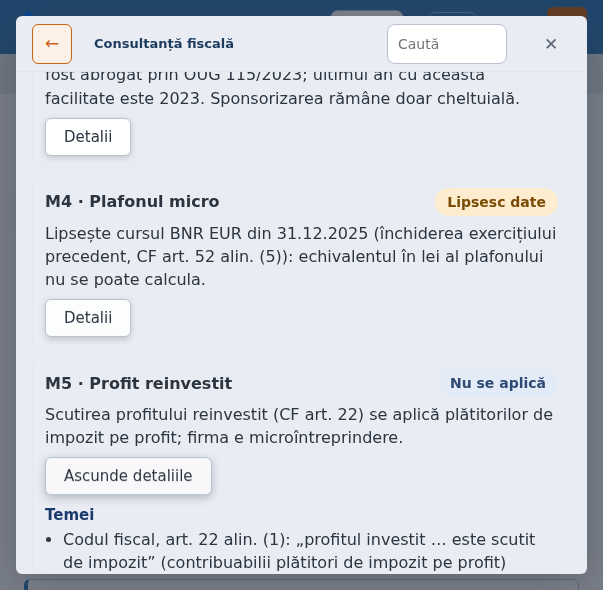 ←
Consultanță fiscală
Caută
✕
fost abrogat prin OUG 115/2023; ultimul an cu această
facilitate este 2023. Sponsorizarea rămâne doar cheltuială.
Detalii
M4 · Plafonul micro
Lipsesc date
Lipsește cursul BNR EUR din 31.12.2025 (închiderea exercițiului
precedent, CF art. 52 alin. (5)): echivalentul în lei al plafonului
nu se poate calcula.
Detalii
M5 · Profit reinvestit
Nu se aplică
Scutirea profitului reinvestit (CF art. 22) se aplică plătitorilor de
impozit pe profit; firma e microîntreprindere.
Ascunde detaliile
Temei
• Codul fiscal, art. 22 alin. (1): „profitul investit … este scutit
de impozit” (contribuabilii plătitori de impozit pe profit)